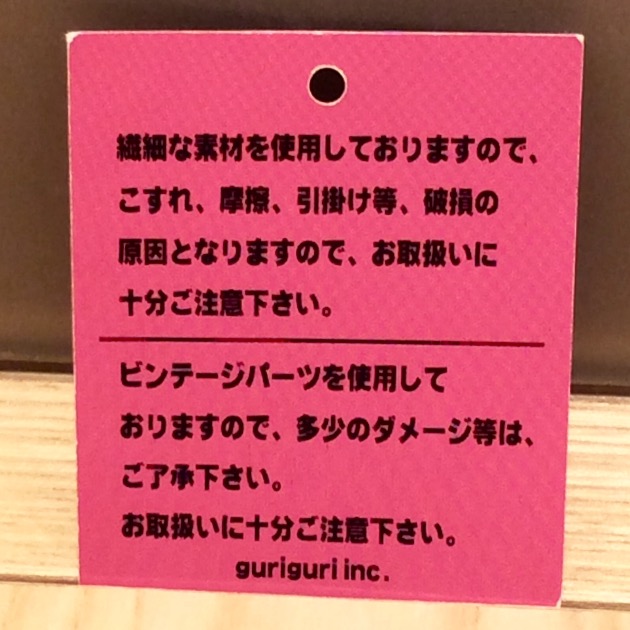 繊細な素材を使用しておりますので、
こすれ、摩擦、引掛け等、破損の
原因となりますので、お取扱いに
十分ご注意下さい。
ビンテージパーツを使用して
おりますので、多少のダメージ等は、
ご了承下さい。
お取扱いに十分ご注意下さい。
guriguri inc.